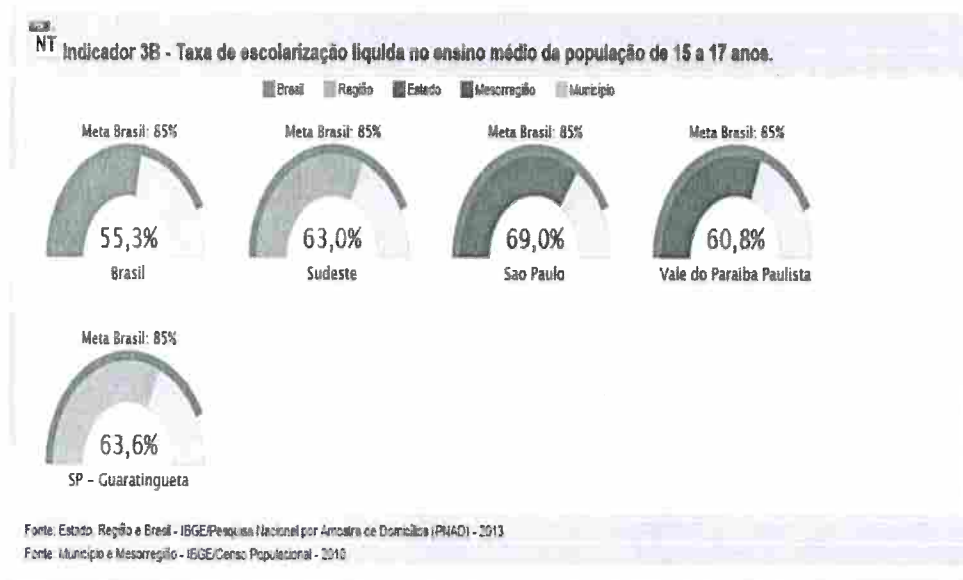 NT Indicador 3B - Taxa de escolarização líquida no ensino médio da população de 15 a 17 anos.
Brasil Região Estado Mesorregião Município
Meta Brasil: 85% Meta Brasil: 85% Meta Brasil: 85% Meta Brasil: 85%
55,3% 63,0% 69,0% 60,8%
Brasil Sudeste Sao Paulo Vale do Paraiba Paulista
Meta Brasil: 85%
63,6%
SP - Guaratingueta
Fonte: Estado, Região e Brasil - IBGE/Pesquisa Nacional por Amostra de Domicílios (PNAD) - 2013
Fonte: Município e Mesorregião - IBGE/Censo Populacional - 2010